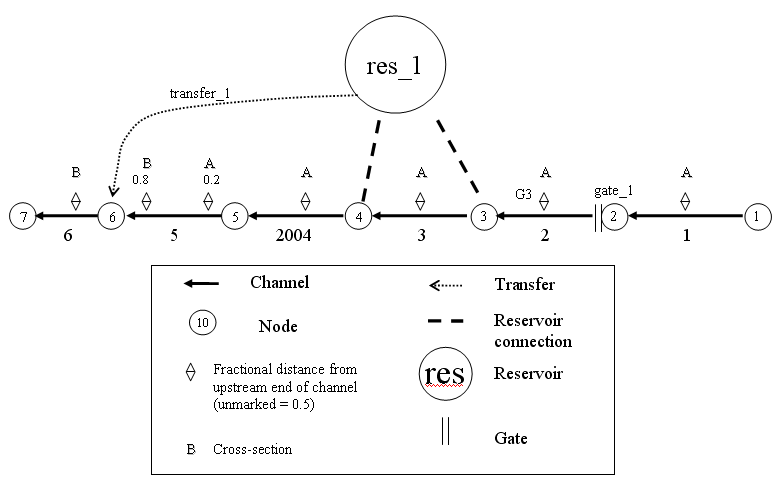 res_1
transfer_1
B
B
0.8
A
0.2
A
A
A
G3
gate_1
A
7
6
5
4
3
2
1
6
5
2004
3
2
1
Channel
Transfer
10
Node
Reservoir
connection
Fractional distance from
upstream end of channel
(unmarked = 0.5)
res
Reservoir
B Cross-section
Gate